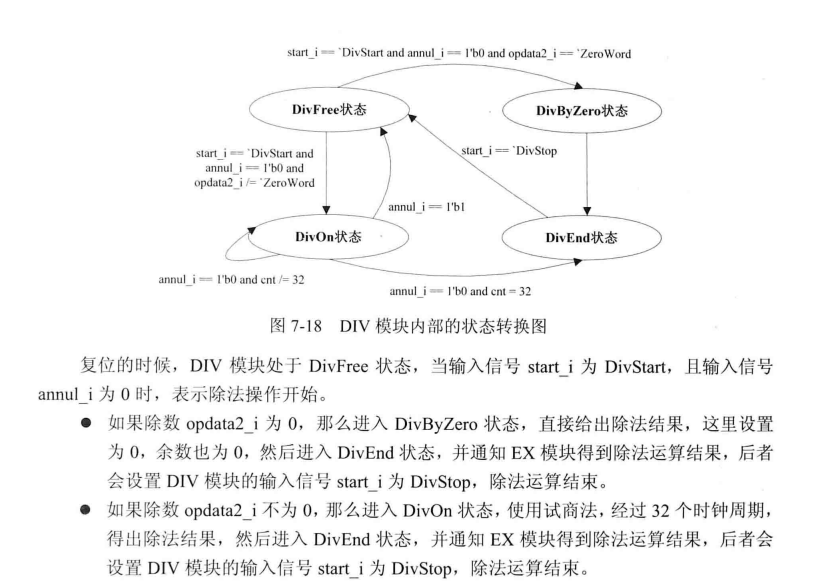 start_i == `DivStart and annul_i == 1'b0 and opdata2_i == `ZeroWord
DivFree状态
DivByZero状态
start_i == `DivStart and
annul_i == 1'b0 and
opdata2_i /= `ZeroWord
start_i == `DivStop
annul_i == 1'b1
DivOn状态
DivEnd状态
annul_i == 1'b0 and cnt /= 32
annul_i == 1'b0 and cnt = 32
图 7-18 DIV 模块内部的状态转换图
复位的时候，DIV 模块处于 DivFree 状态，当输入信号 start_i 为 DivStart，且输入信号
annul_i 为 0 时，表示除法操作开始。
● 如果除数 opdata2_i 为 0，那么进入 DivByZero 状态，直接给出除法结果，这里设置
为 0，余数也为 0，然后进入 DivEnd 状态，并通知 EX 模块得到除法运算结果，后者
会设置 DIV 模块的输入信号 start_i 为 DivStop，除法运算结束。
● 如果除数 opdata2_i 不为 0，那么进入 DivOn 状态，使用试商法，经过 32 个时钟周期，
得出除法结果，然后进入 DivEnd 状态，并通知 EX 模块得到除法运算结果，后者会
设置 DIV 模块的输入信号 start_i 为 DivStop，除法运算结束。